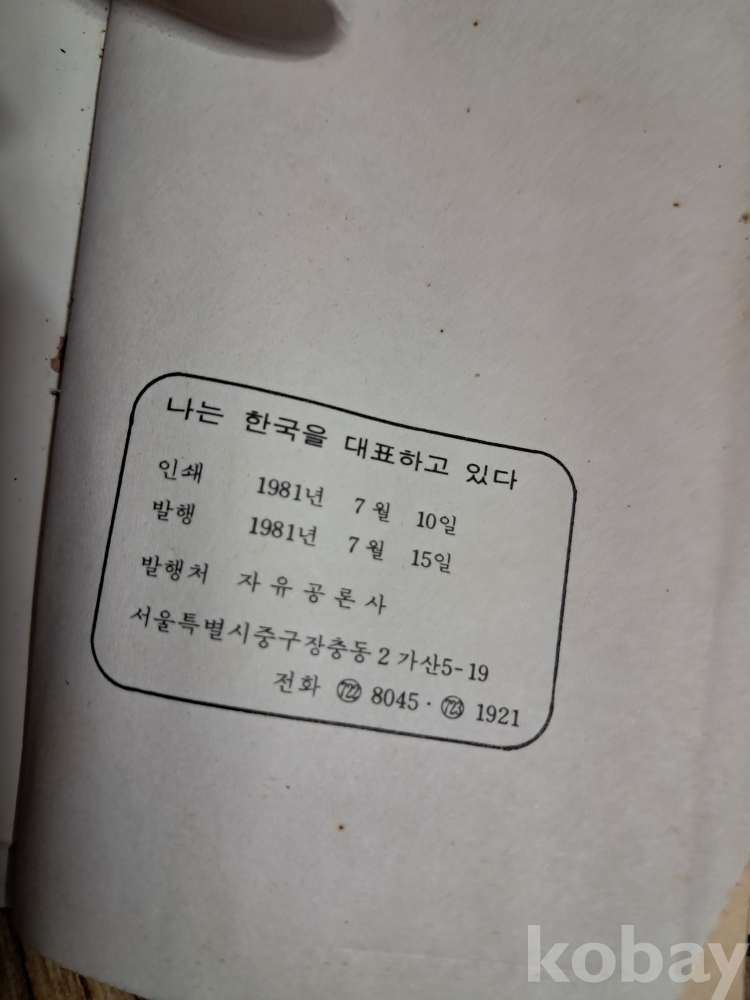 나는 한국을 대표하고 있다
인쇄 1981년 7월 10일
발행 1981년 7월 15일
발행처 자유공론사
서울특별시중구장충동2가산5-19
전화 722 8045·723 1921
kobay